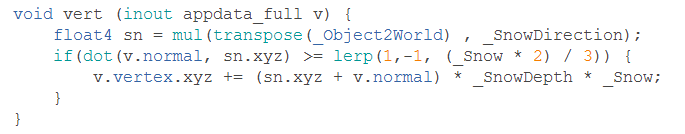 void vert (inout appdata_full v) {
    float4 sn = mul(transpose(_Object2World) , _SnowDirection);
    if(dot(v.normal, sn.xyz) >= lerp(1,-1, (_Snow * 2) / 3)) {
        v.vertex.xyz += (sn.xyz + v.normal) * _SnowDepth * _Snow;
    }
}